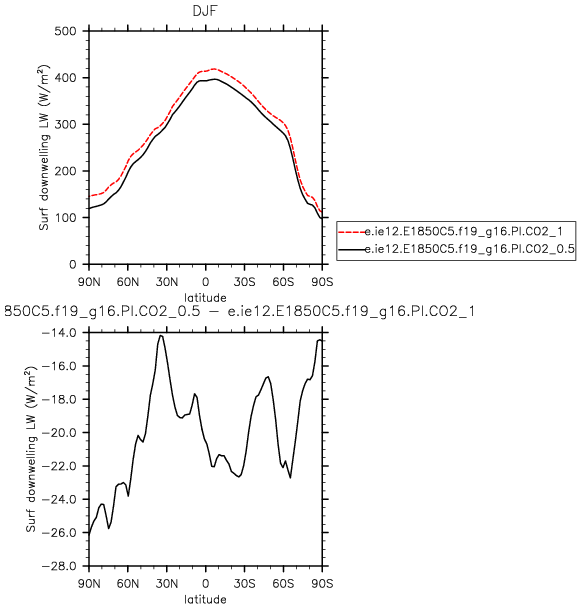 DJF
Surf downwelling LW (W/m²)
500
400
300
200
100
0
90N 60N 30N 0 30S 60S 90S
latitude
e.ie12.E1850C5.f19_g16.PI.CO2_1
e.ie12.E1850C5.f19_g16.PI.CO2_0.5
850C5.f19_g16.PI.CO2_0.5 − e.ie12.E1850C5.f19_g16.PI.CO2_1
Surf downwelling LW (W/m²)
−14.0
−16.0
−18.0
−20.0
−22.0
−24.0
−26.0
−28.0
90N 60N 30N 0 30S 60S 90S
latitude